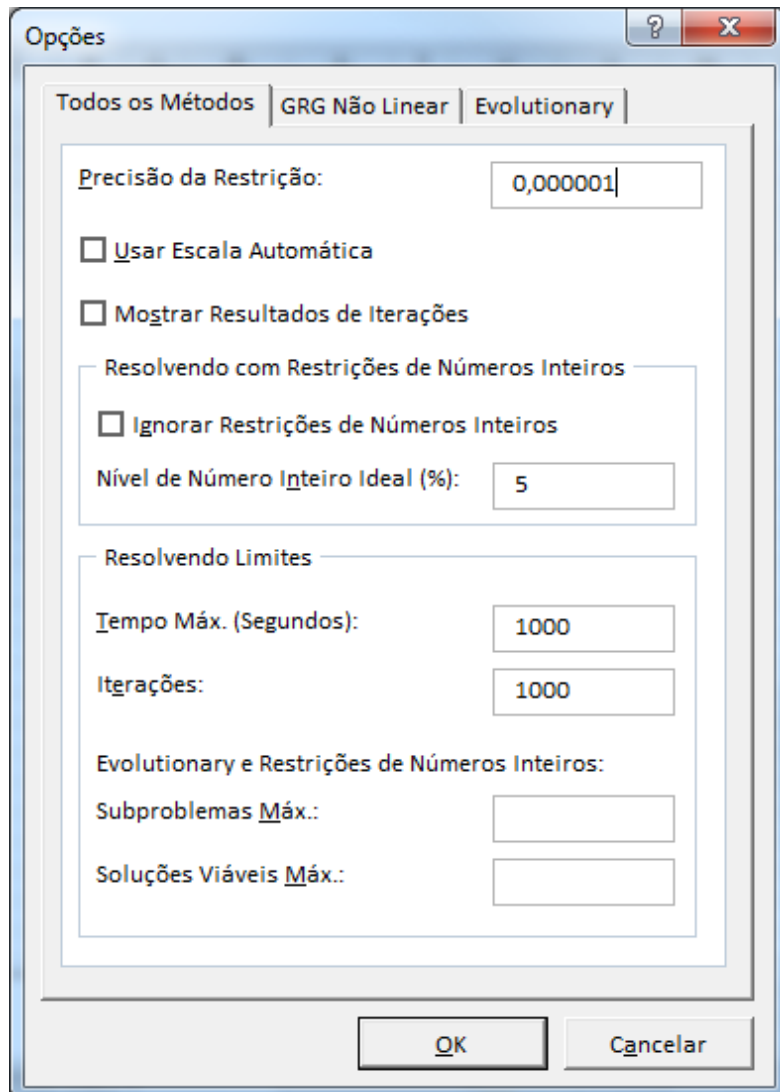 Opções
Todos os Métodos GRG Não Linear Evolutionary
Precisão da Restrição: 0,000001
Usar Escala Automática
Mostrar Resultados de Iterações
Resolvendo com Restrições de Números Inteiros
Ignorar Restrições de Números Inteiros
Nível de Número Inteiro Ideal (%): 5
Resolvendo Limites
Tempo Máx. (Segundos): 1000
Iterações: 1000
Evolutionary e Restrições de Números Inteiros:
Subproblemas Máx.:
Soluções Viáveis Máx.:
OK Cancelar